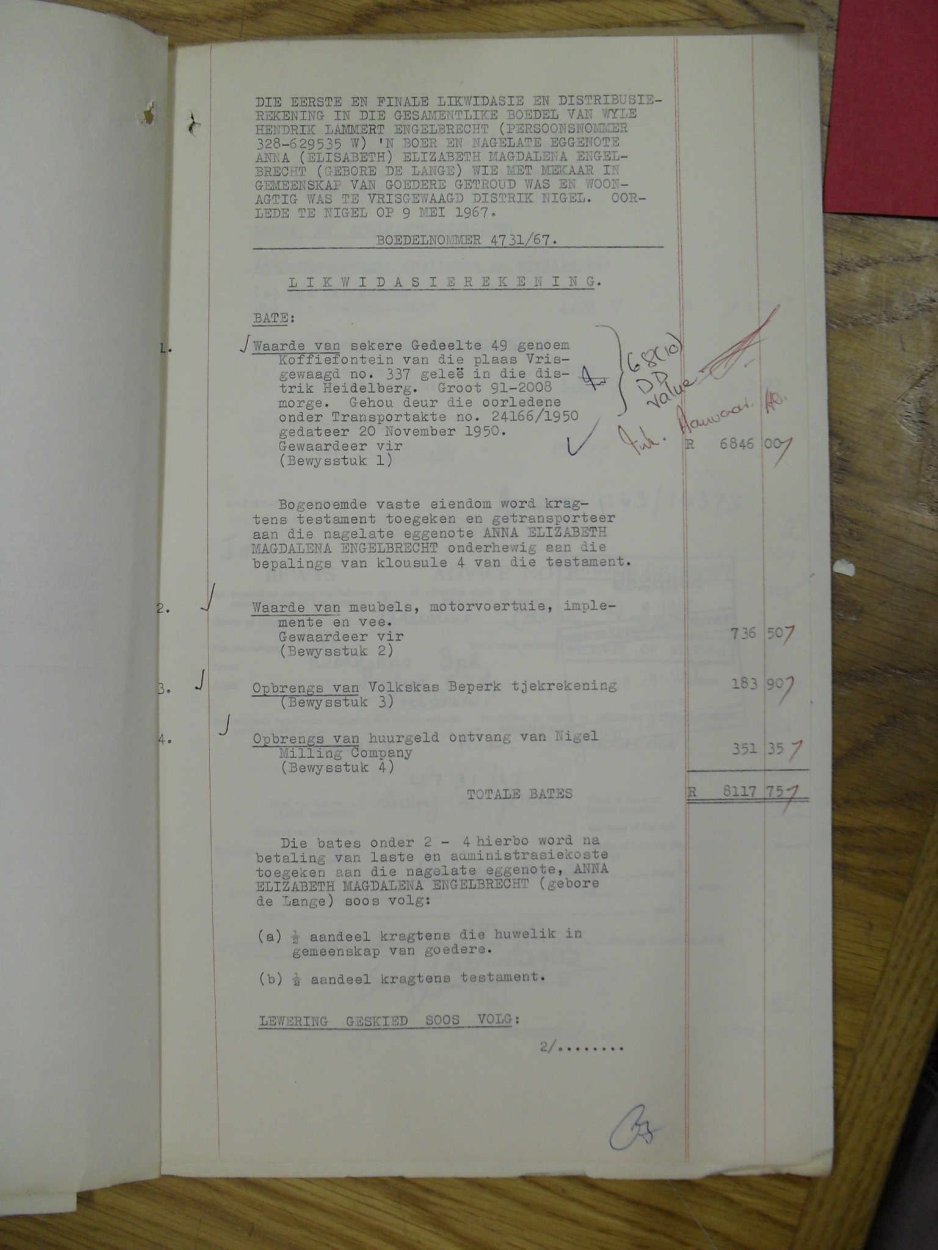 DIE EERSTE EN FINALE LIKWIDASIE EN DISTRIBUSIE-
REKENING IN DIE GESAMENTLIKE BOEDEL VAN WYLE
HENDRIK LAMMERT ENGELBRECHT (PERSOONSNOMMER
328-629535 W) 'N BOER EN NAGELATE EGGENOTE
ANNA (ELISABETH) ELIZABETH MAGDALENA ENGEL-
BRECHT (GEBORE DE LANGE) WIE MET MEKAAR IN
GEMEENSKAP VAN GOEDERE GETROUD WAS EN WOON-
AGTIG WAS TE VRISGEWAAGD DISTRIK NIGEL. OOR-
LEDE TE NIGEL OP 9 MEI 1967.
BOEDELNOMMER 4731/67.
LIKWIDASIEREKENING.
BATE:
1. Waarde van sekere Gedeelte 49 genoem
Koffiefontein van die plaas Vris-
gewaagd no. 337 geleë in die dis-
trik Heidelberg. Groot 91-2008
morge. Gehou deur die oorledene
onder Transportakte no. 24166/1950
gedateer 20 November 1950.
Gewaardeer vir R 6846 00
(Bewysstuk 1)
68(10)
DD
Value
Bogenoemde vaste eiendom word krag-
tens testament toegeken en getransporteer
aan die nagelate eggenote ANNA ELIZABETH
MAGDALENA ENGELBRECHT onderhewig aan die
bepalings van klousule 4 van die testament.
2. Waarde van meubels, motorvoertuie, imple-
mente en vee.
Gewaardeer vir 736 50
(Bewysstuk 2)
3. Opbrengs van Volkskas Beperk tjekrekening 183 90
(Bewysstuk 3)
4. Opbrengs van huurgeld ontvang van Nigel
Milling Company 351 35
(Bewysstuk 4)
TOTALE BATES R 8117 75
Die bates onder 2 - 4 hierbo word na
betaling van laste en administrasiekoste
toegeken aan die nagelate eggenote, ANNA
ELIZABETH MAGDALENA ENGELBRECHT (gebore
de Lange) soos volg:
(a) ½ aandeel kragtens die huwelik in
gemeenskap van goedere.
(b) ½ aandeel kragtens testament.
LEWERING GESKIED SOOS VOLG:
2/........